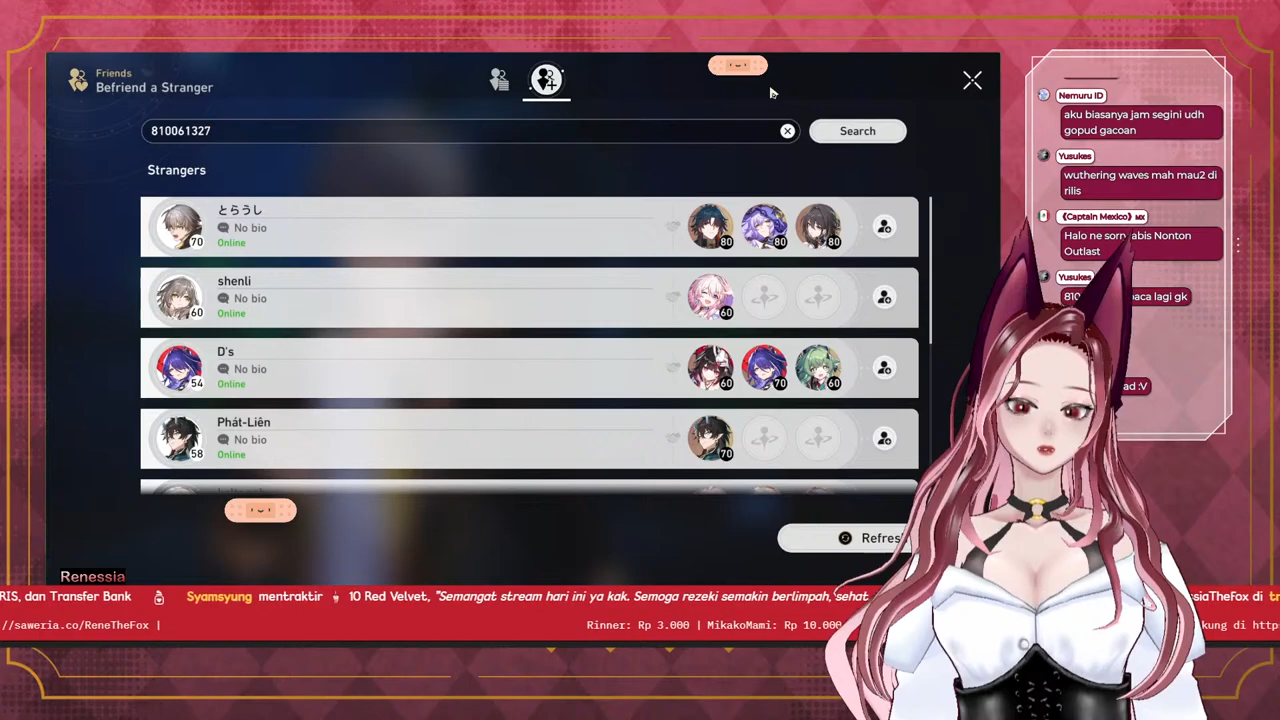 Friends
Befriend a Stranger
810061327
Search
Strangers
とらうし
No bio
Online
70
80
80
80
shenli
No bio
Online
60
60
D's
No bio
Online
54
60
70
60
Phát-Liên
No bio
Online
58
70
Refres
Renessia
RIS, dan Transfer Bank
Syamsyung mentraktir 10 Red Velvet, "Semangat stream hari ini ya kak. Semoga rezeki semakin berlimpah, sehat
essiaTheFox di
//saweria.co/ReneTheFox |
Rinner: Rp 3.000 | MikakoMami: Rp 10.000
kung di https
Nemuru ID
aku biasanya jam segini udh
gopud gacoan
Yusukes
wuthering waves mah mau2 di
rilis
《Captain Mexico》 MX
Halo ne sorry abis Nonton
Outlast
Yusukes
810
baca lagi gk
ad :V